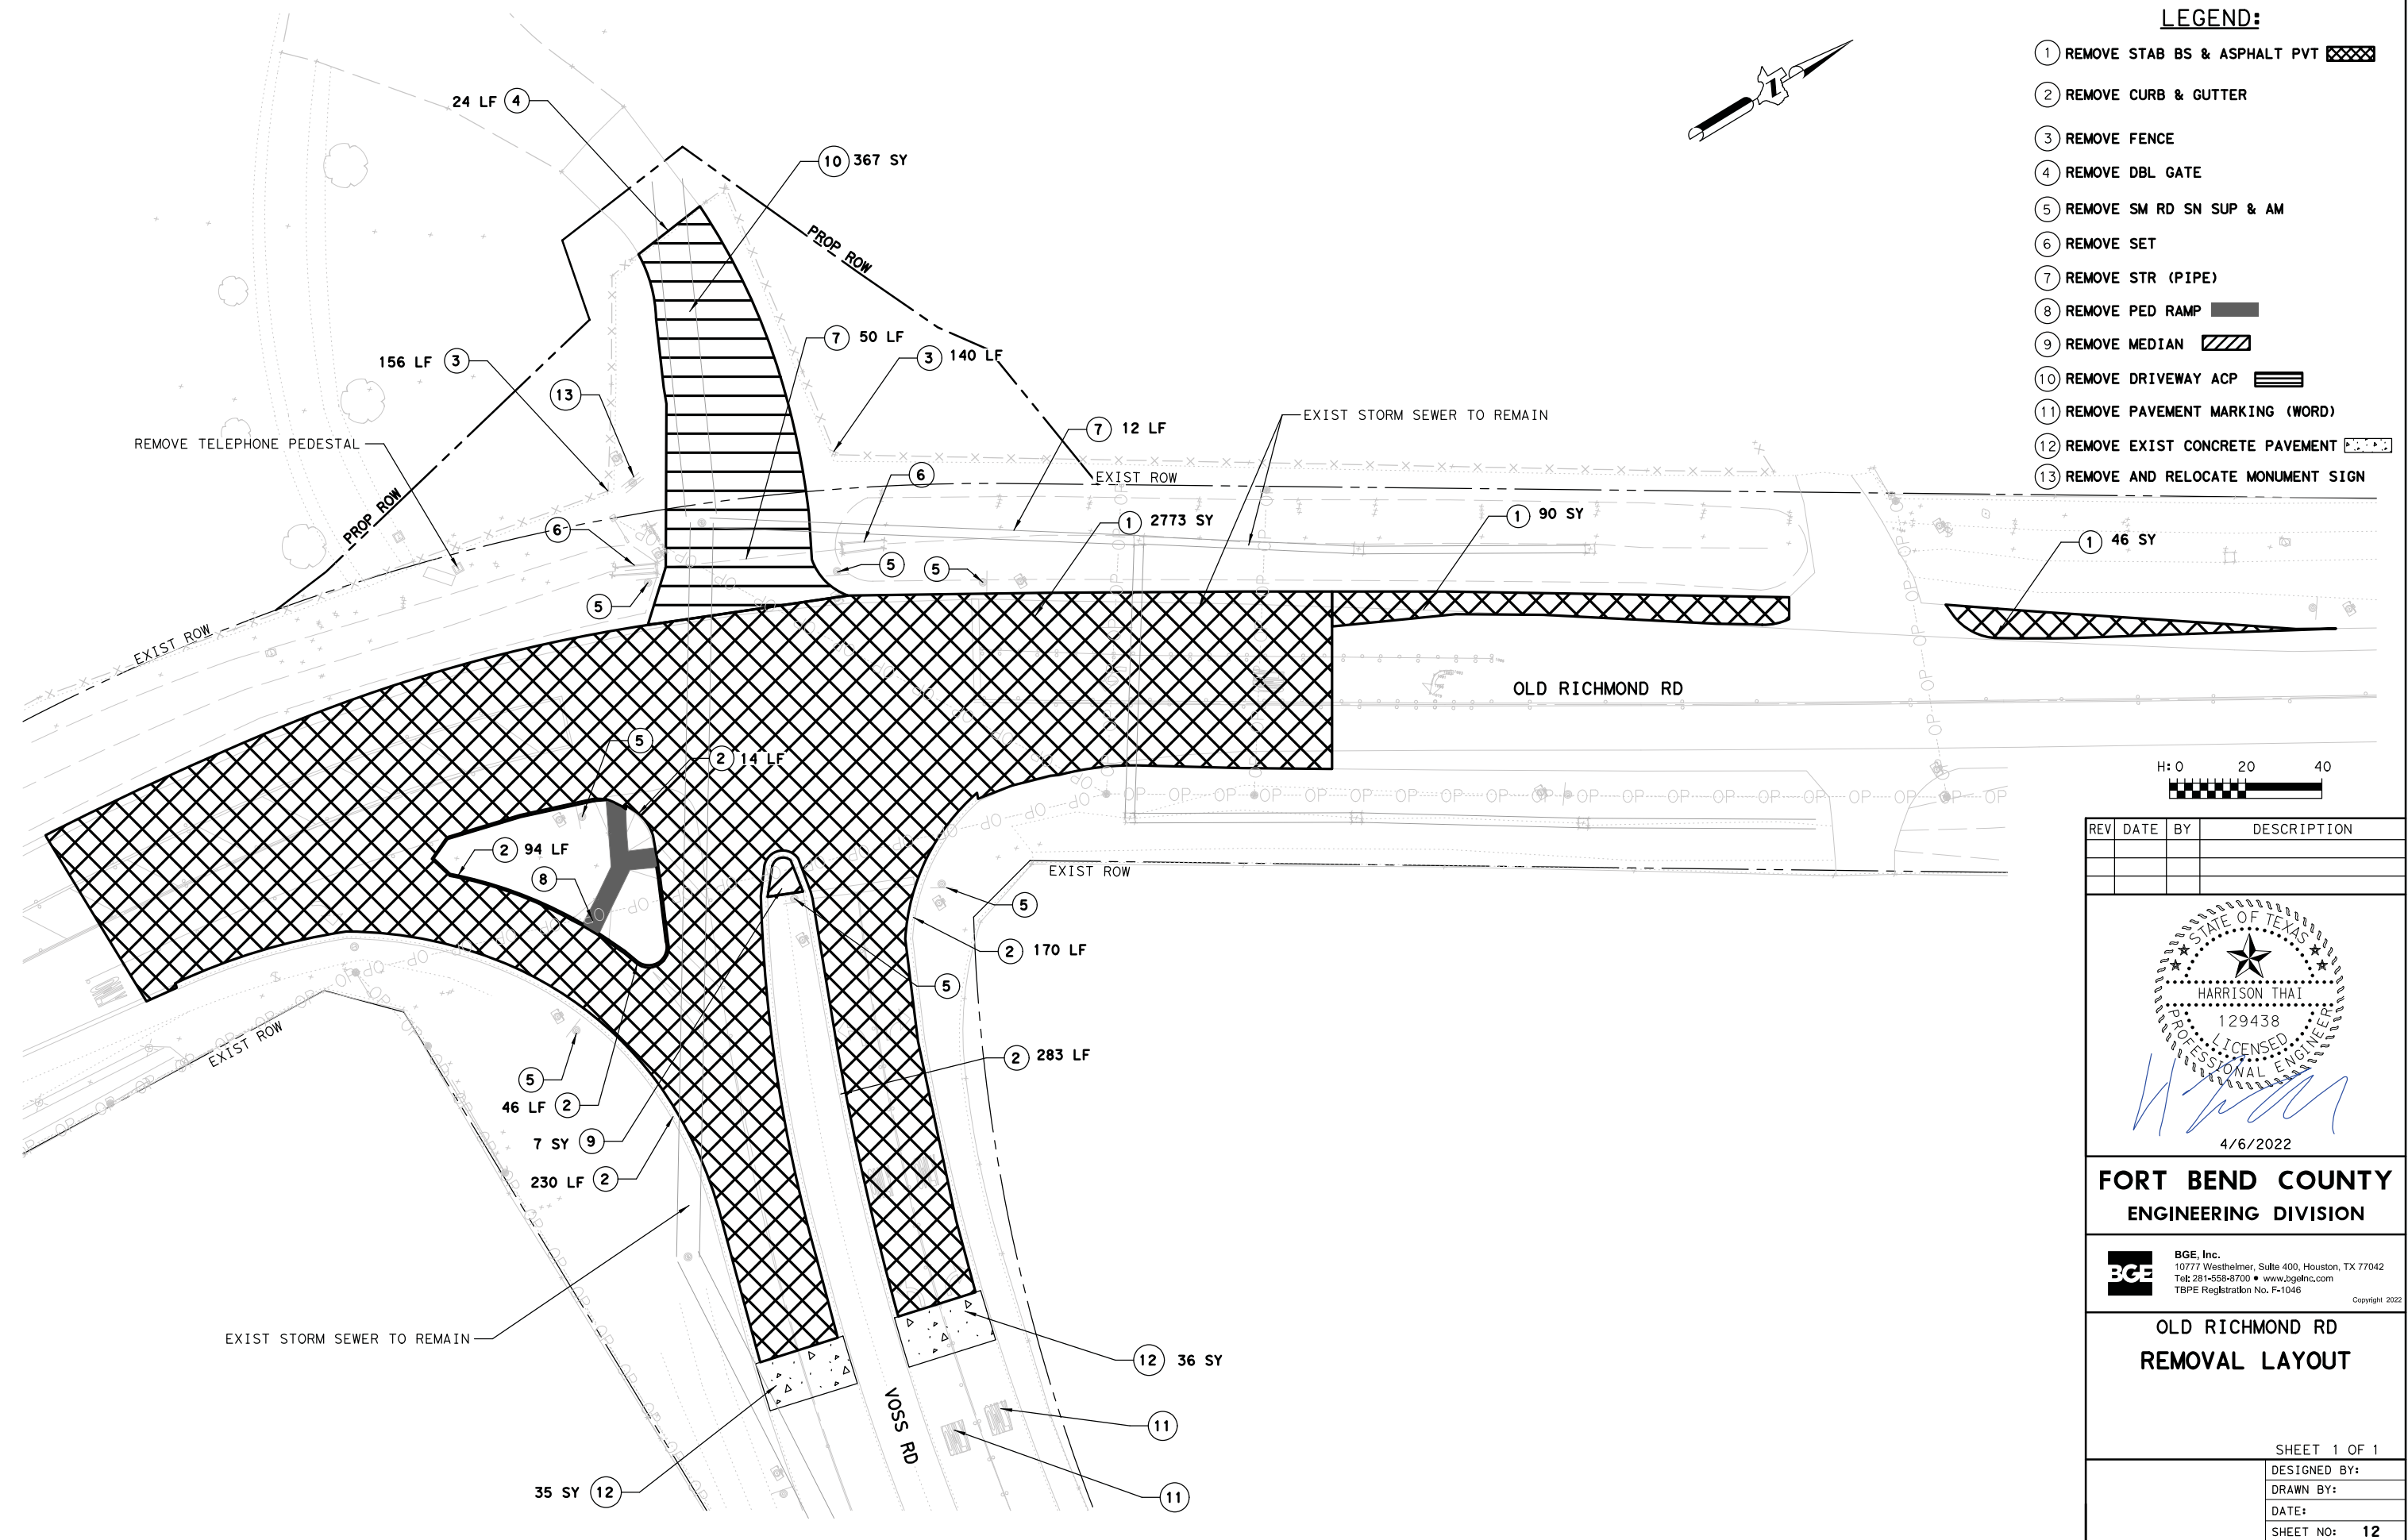 LEGEND:
1 REMOVE STAB BS & ASPHALT PVT
2 REMOVE CURB & GUTTER
3 REMOVE FENCE
4 REMOVE DBL GATE
5 REMOVE SM RD SN SUP & AM
6 REMOVE SET
7 REMOVE STR (PIPE)
8 REMOVE PED RAMP
9 REMOVE MEDIAN
10 REMOVE DRIVEWAY ACP
11 REMOVE PAVEMENT MARKING (WORD)
12 REMOVE EXIST CONCRETE PAVEMENT
13 REMOVE AND RELOCATE MONUMENT SIGN
24 LF 4
10 367 SY
PROP ROW
7 50 LF
3 140 LF
156 LF 3
13
REMOVE TELEPHONE PEDESTAL
EXIST STORM SEWER TO REMAIN
7 12 LF
6
EXIST ROW
PROP ROW
6
1 2773 SY
1 90 SY
1 46 SY
5
5
5
EXIST ROW
OLD RICHMOND RD
5
2 14 LF
2 94 LF
8
EXIST ROW
5
2 170 LF
5
EXIST ROW
2 283 LF
5
46 LF 2
7 SY 9
230 LF 2
EXIST STORM SEWER TO REMAIN
12 36 SY
VOSS RD
11
35 SY 12
11
H: 0 20 40
REV DATE BY DESCRIPTION
STATE OF TEXAS
HARRISON THAI
129438
LICENSED
PROFESSIONAL ENGINEER
4/6/2022
FORT BEND COUNTY
ENGINEERING DIVISION
BGE
BGE, Inc.
10777 Westheimer, Suite 400, Houston, TX 77042
Tel: 281-558-8700 • www.bgeinc.com
TBPE Registration No. F-1046
Copyright 2022
OLD RICHMOND RD
REMOVAL LAYOUT
SHEET 1 OF 1
DESIGNED BY:
DRAWN BY:
DATE:
SHEET NO: 12